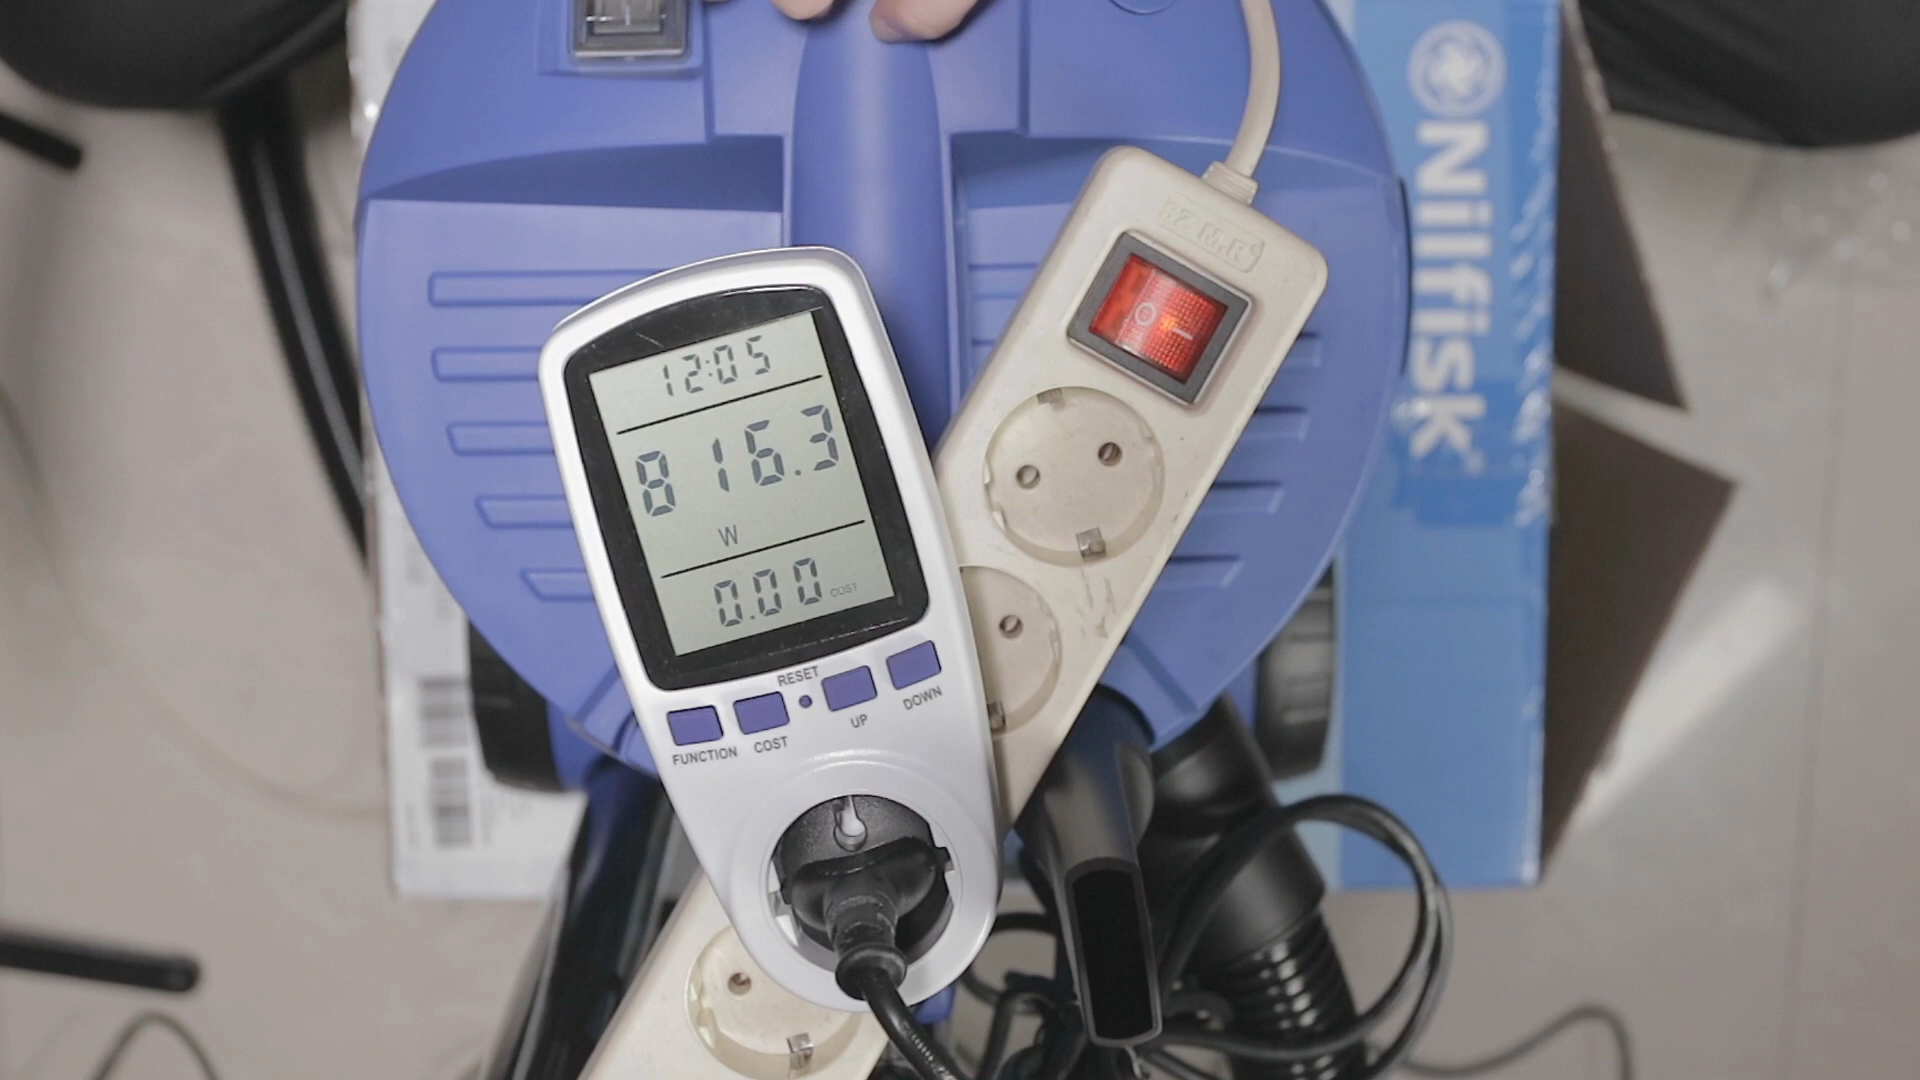 Nilfisk
12:05
816.3
W
0.00 COST
RESET
FUNCTION
COST
UP
DOWN